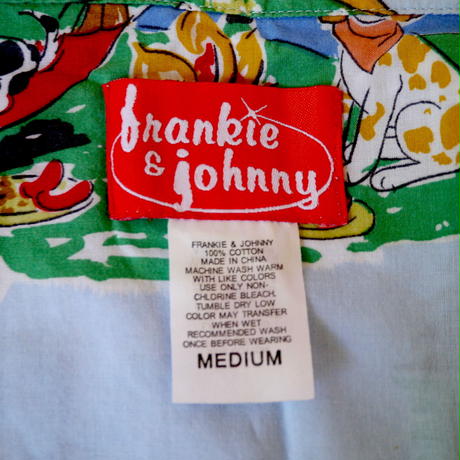 frankie
& johnny
FRANKIE & JOHNNY
100% COTTON
MADE IN CHINA
MACHINE WASH WARM
WITH LIKE COLORS
USE ONLY NON-
CHLORINE BLEACH.
TUMBLE DRY LOW
COLOR MAY TRANSFER
WHEN WET
RECOMMENDED WASH
ONCE BEFORE WEARING
MEDIUM